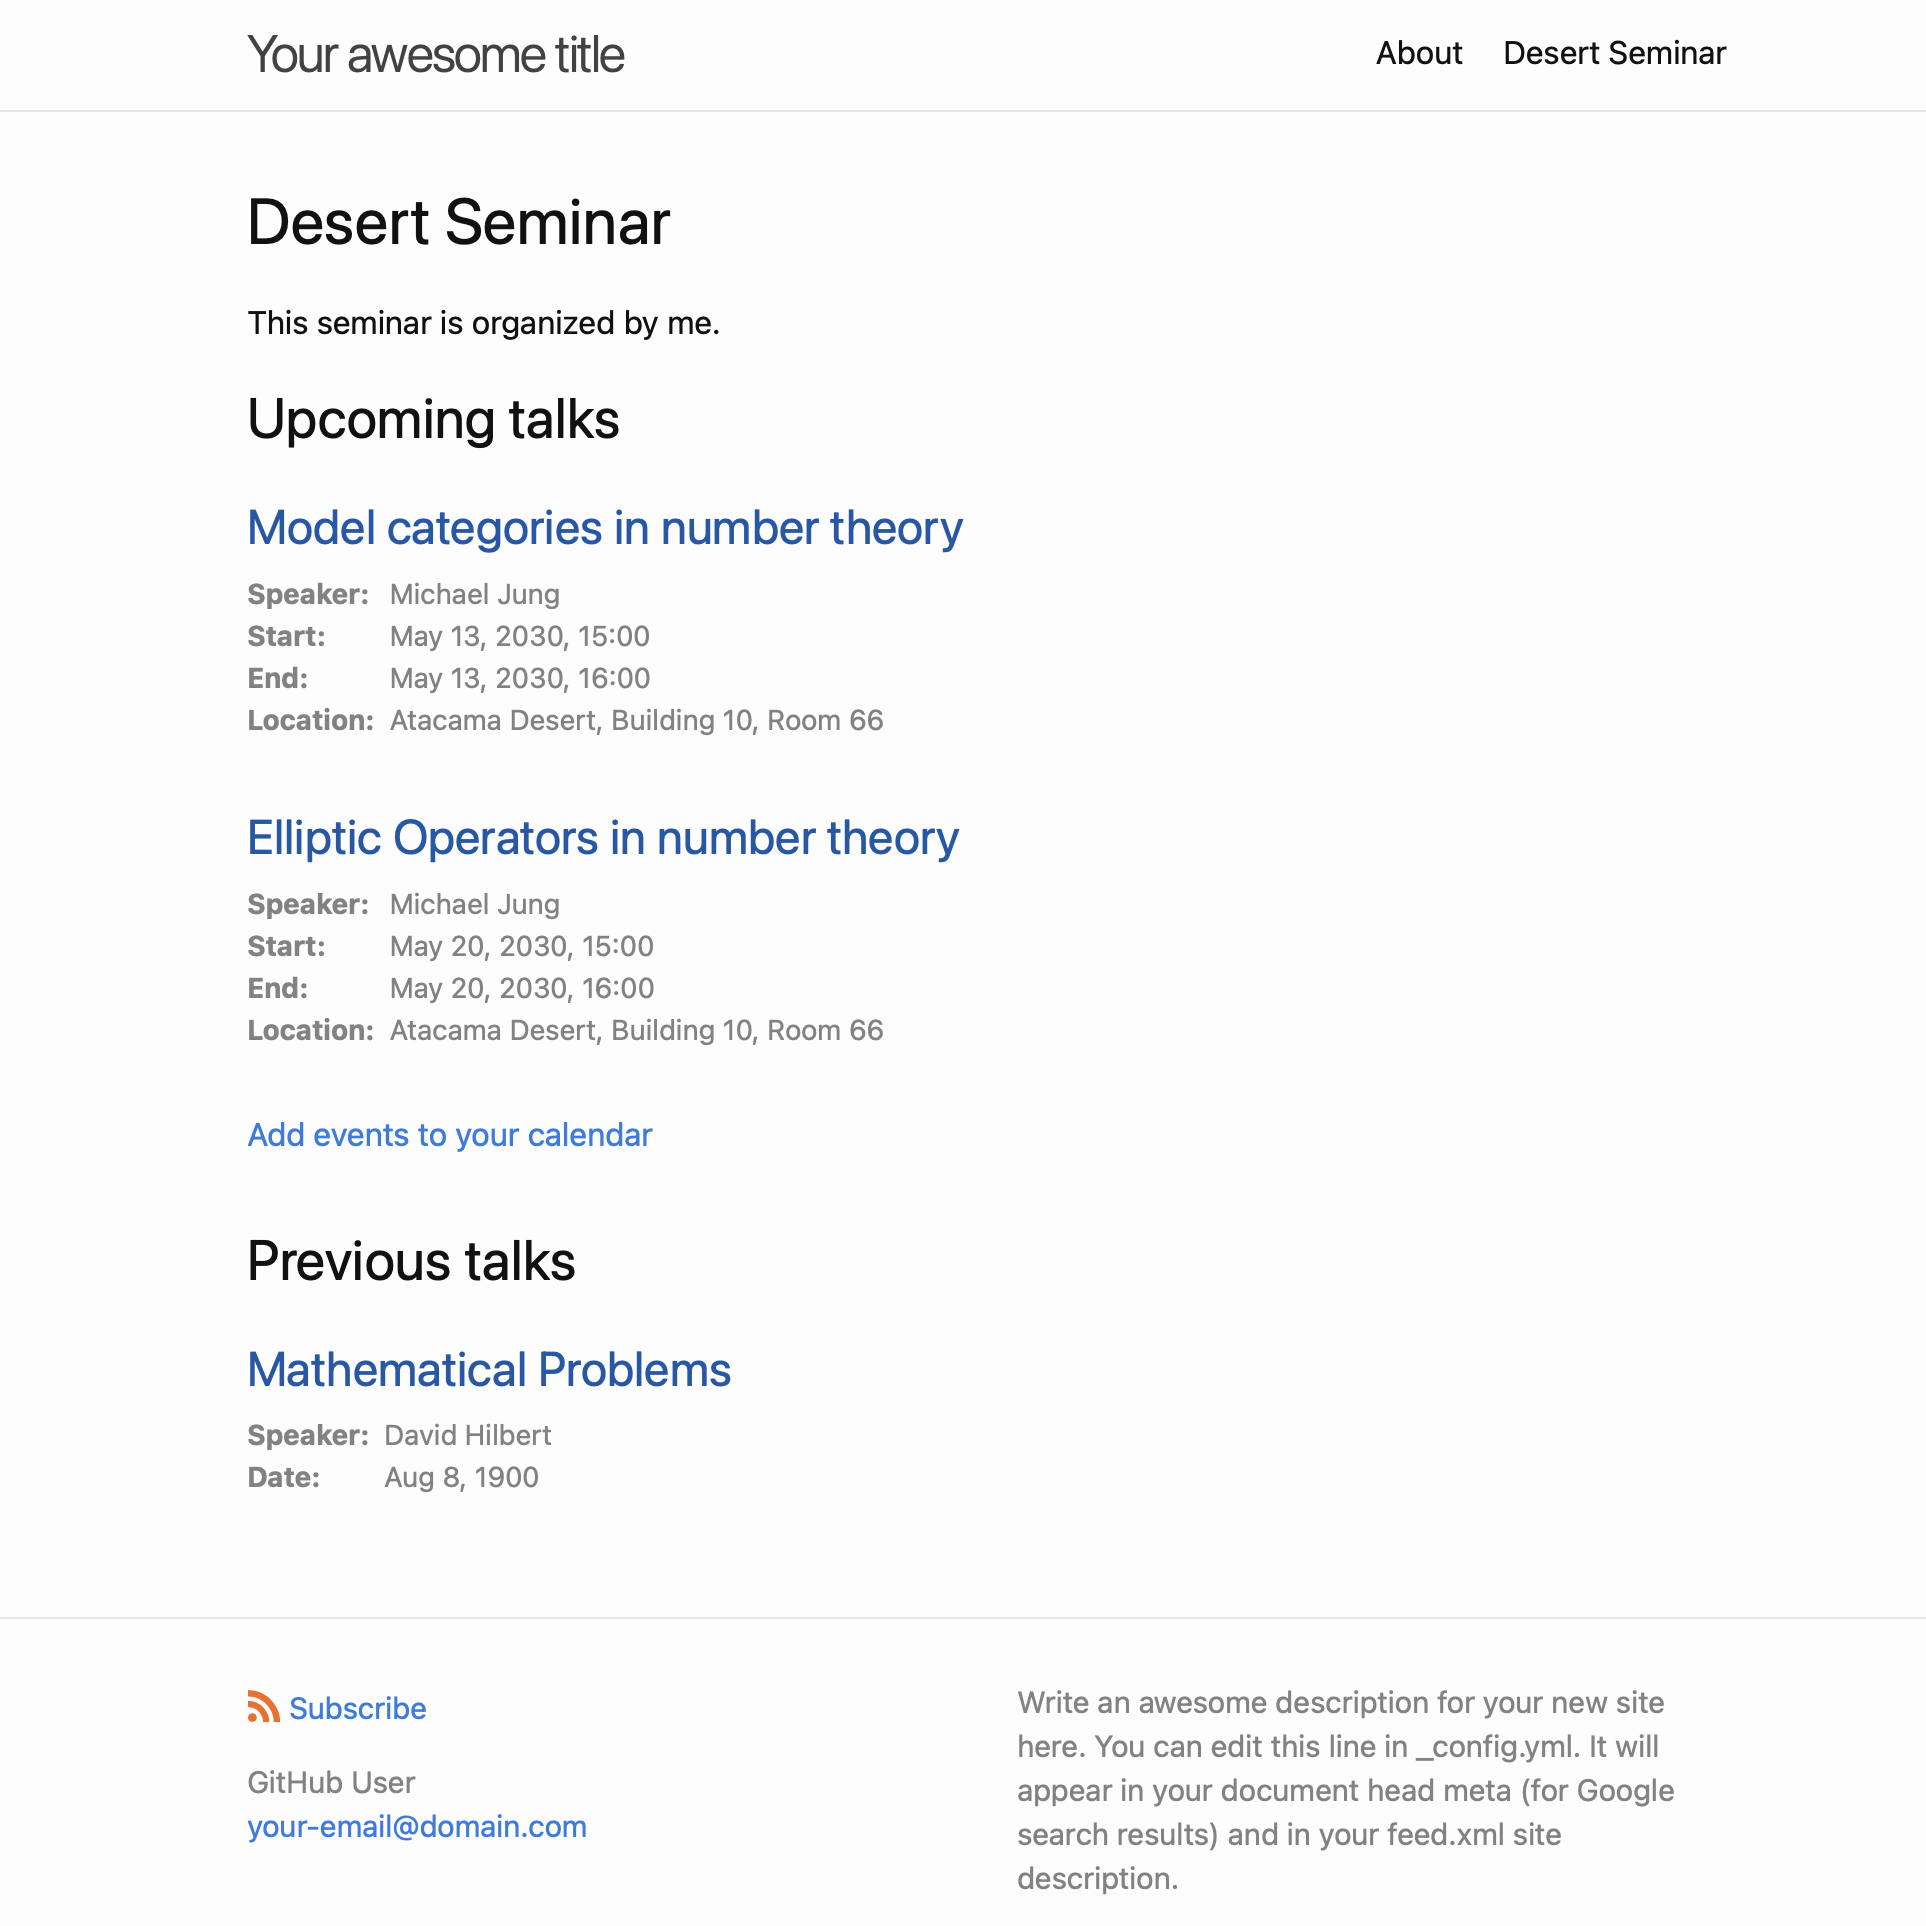 Your awesome title
About Desert Seminar
Desert Seminar
This seminar is organized by me.
Upcoming talks
Model categories in number theory
Speaker: Michael Jung
Start: May 13, 2030, 15:00
End: May 13, 2030, 16:00
Location: Atacama Desert, Building 10, Room 66
Elliptic Operators in number theory
Speaker: Michael Jung
Start: May 20, 2030, 15:00
End: May 20, 2030, 16:00
Location: Atacama Desert, Building 10, Room 66
Add events to your calendar
Previous talks
Mathematical Problems
Speaker: David Hilbert
Date: Aug 8, 1900
Subscribe
GitHub User
your-email@domain.com
Write an awesome description for your new site
here. You can edit this line in _config.yml. It will
appear in your document head meta (for Google
search results) and in your feed.xml site
description.